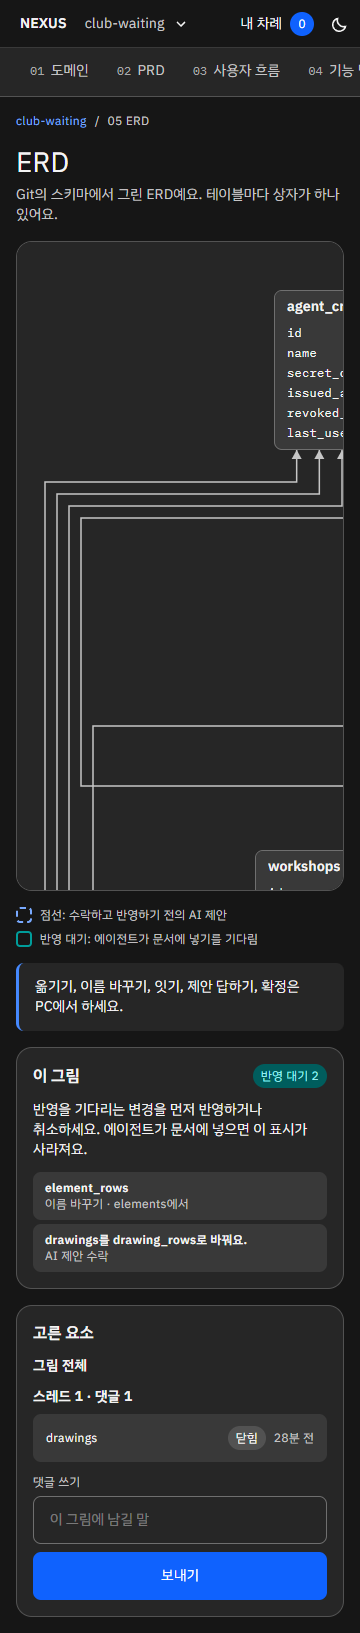 NEXUS club-waiting 내 차례 0
01 도메인 02 PRD 03 사용자 흐름 04 기능
club-waiting / 05 ERD
ERD
Git의 스키마에서 그린 ERD예요. 테이블마다 상자가 하나
있어요.
agent_cr
id
name
secret_
issued_a
revoked_
last_use
workshops
점선: 수락하고 반영하기 전의 AI 제안
반영 대기: 에이전트가 문서에 넣기를 기다림
옮기기, 이름 바꾸기, 잇기, 제안 답하기, 확정은
PC에서 하세요.
이 그림 반영 대기 2
반영을 기다리는 변경을 먼저 반영하거나
취소하세요. 에이전트가 문서에 넣으면 이 표시가
사라져요.
element_rows
이름 바꾸기 · elements에서
drawings를 drawing_rows로 바꿔요.
AI 제안 수락
고른 요소
그림 전체
스레드 1 · 댓글 1
drawings 닫힘 28분 전
댓글 쓰기
이 그림에 남길 말
보내기